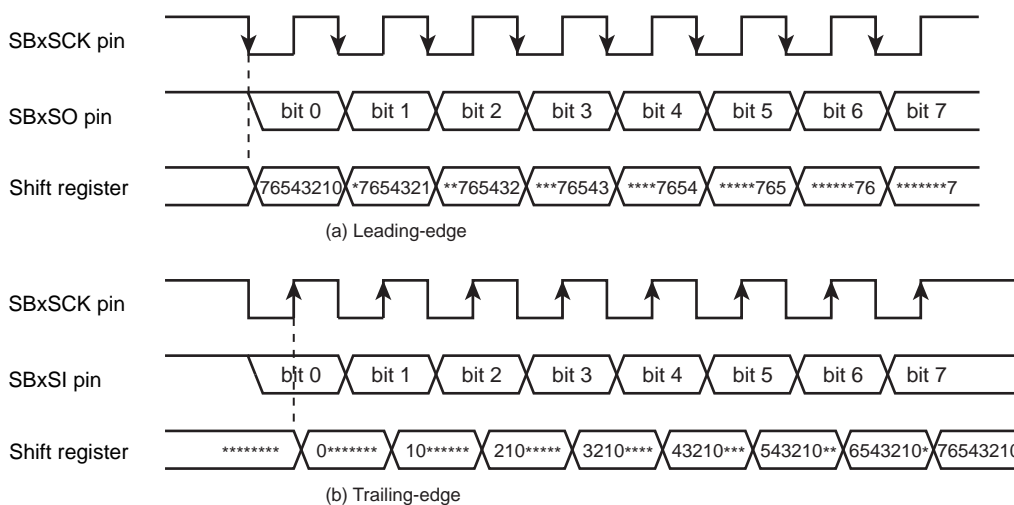 SBxSCK pin
SBxSO pin bit 0 bit 1 bit 2 bit 3 bit 4 bit 5 bit 6 bit 7
Shift register 76543210 *7654321 **765432 ***76543 ****7654 *****765 ******76 *******7
(a) Leading-edge
SBxSCK pin
SBxSI pin bit 0 bit 1 bit 2 bit 3 bit 4 bit 5 bit 6 bit 7
Shift register ******** 0******* 10****** 210***** 3210**** 43210*** 543210** 6543210* 76543210
(b) Trailing-edge